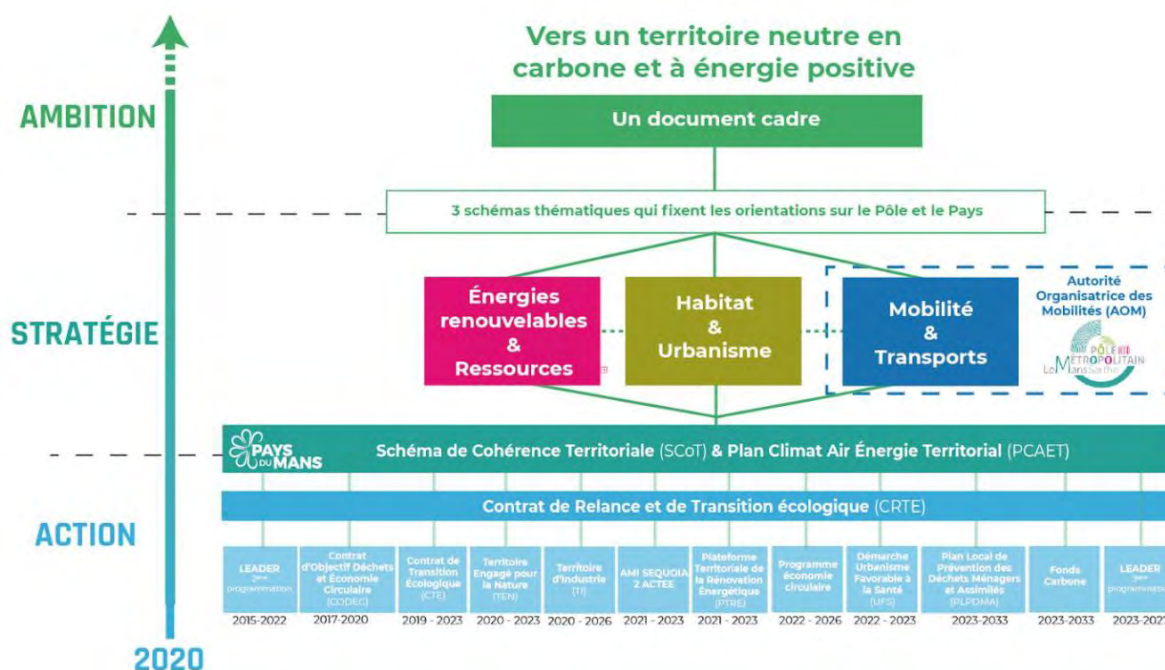 Vers un territoire neutre en
carbone et à énergie positive
AMBITION
Un document cadre
3 schémas thématiques qui fixent les orientations sur le Pôle et le Pays
STRATÉGIE
Énergies
renouvelables
&
Ressources
Habitat
&
Urbanisme
Mobilité
&
Transports
Autorité
Organisatrice des
Mobilités (AOM)
PÔLE
MÉTROPOLITAIN
Le Mans Sarthe
PAYS
DU MANS
Schéma de Cohérence Territoriale (SCoT) & Plan Climat Air Énergie Territorial (PCAET)
ACTION
Contrat de Relance et de Transition écologique (CRTE)
LEADER
2ème
programmation
2015-2022
Contrat
d'Objectif Déchets
et Économie
Circulaire
(CODEC)
2017-2020
Contrat de
Transition
Écologique
(CTE)
2019 - 2023
Territoire
Engagé pour
la Nature
(TEN)
2020 - 2023
Territoire
d'industrie
(TI)
2020 - 2026
AMI SEQUOIA
2 ACTEE
2021 - 2023
Plateforme
Territoriale de
la Rénovation
Énergétique
(PTRE)
2021 - 2023
Programme
économie
circulaire
2022 - 2026
Démarche
Urbanisme
Favorable à
la Santé
(UFS)
2022 - 2023
Plan Local de
Prévention des
Déchets Ménagers
et Assimilés
(PLPDMA)
2023-2033
Fonds
Carbone
2023-2033
LEADER
3ème
programmation
2020